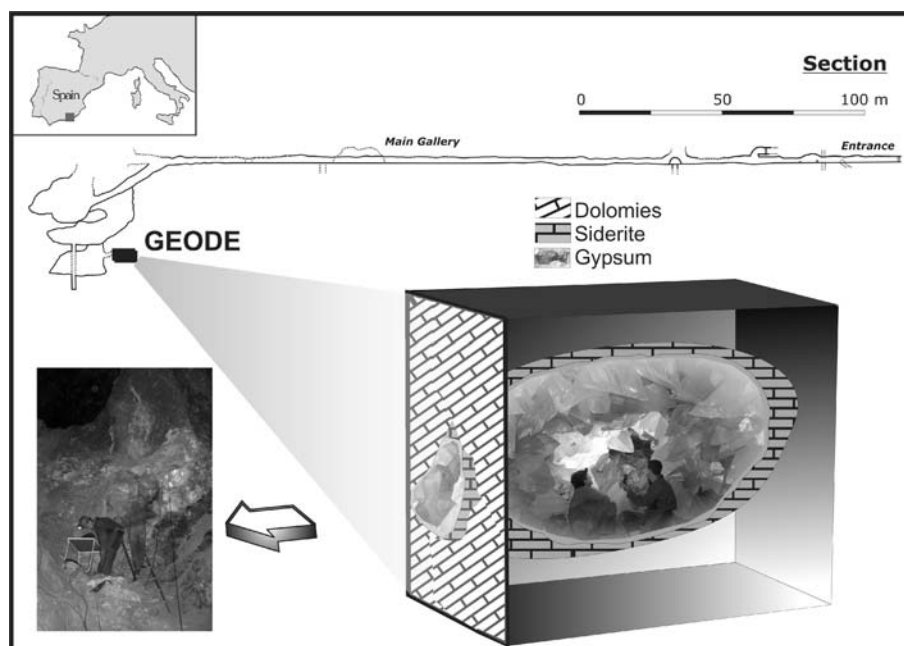 Spain
Section
0 50 100 m
Main Gallery
Entrance
GEODE
Dolomies
Siderite
Gypsum